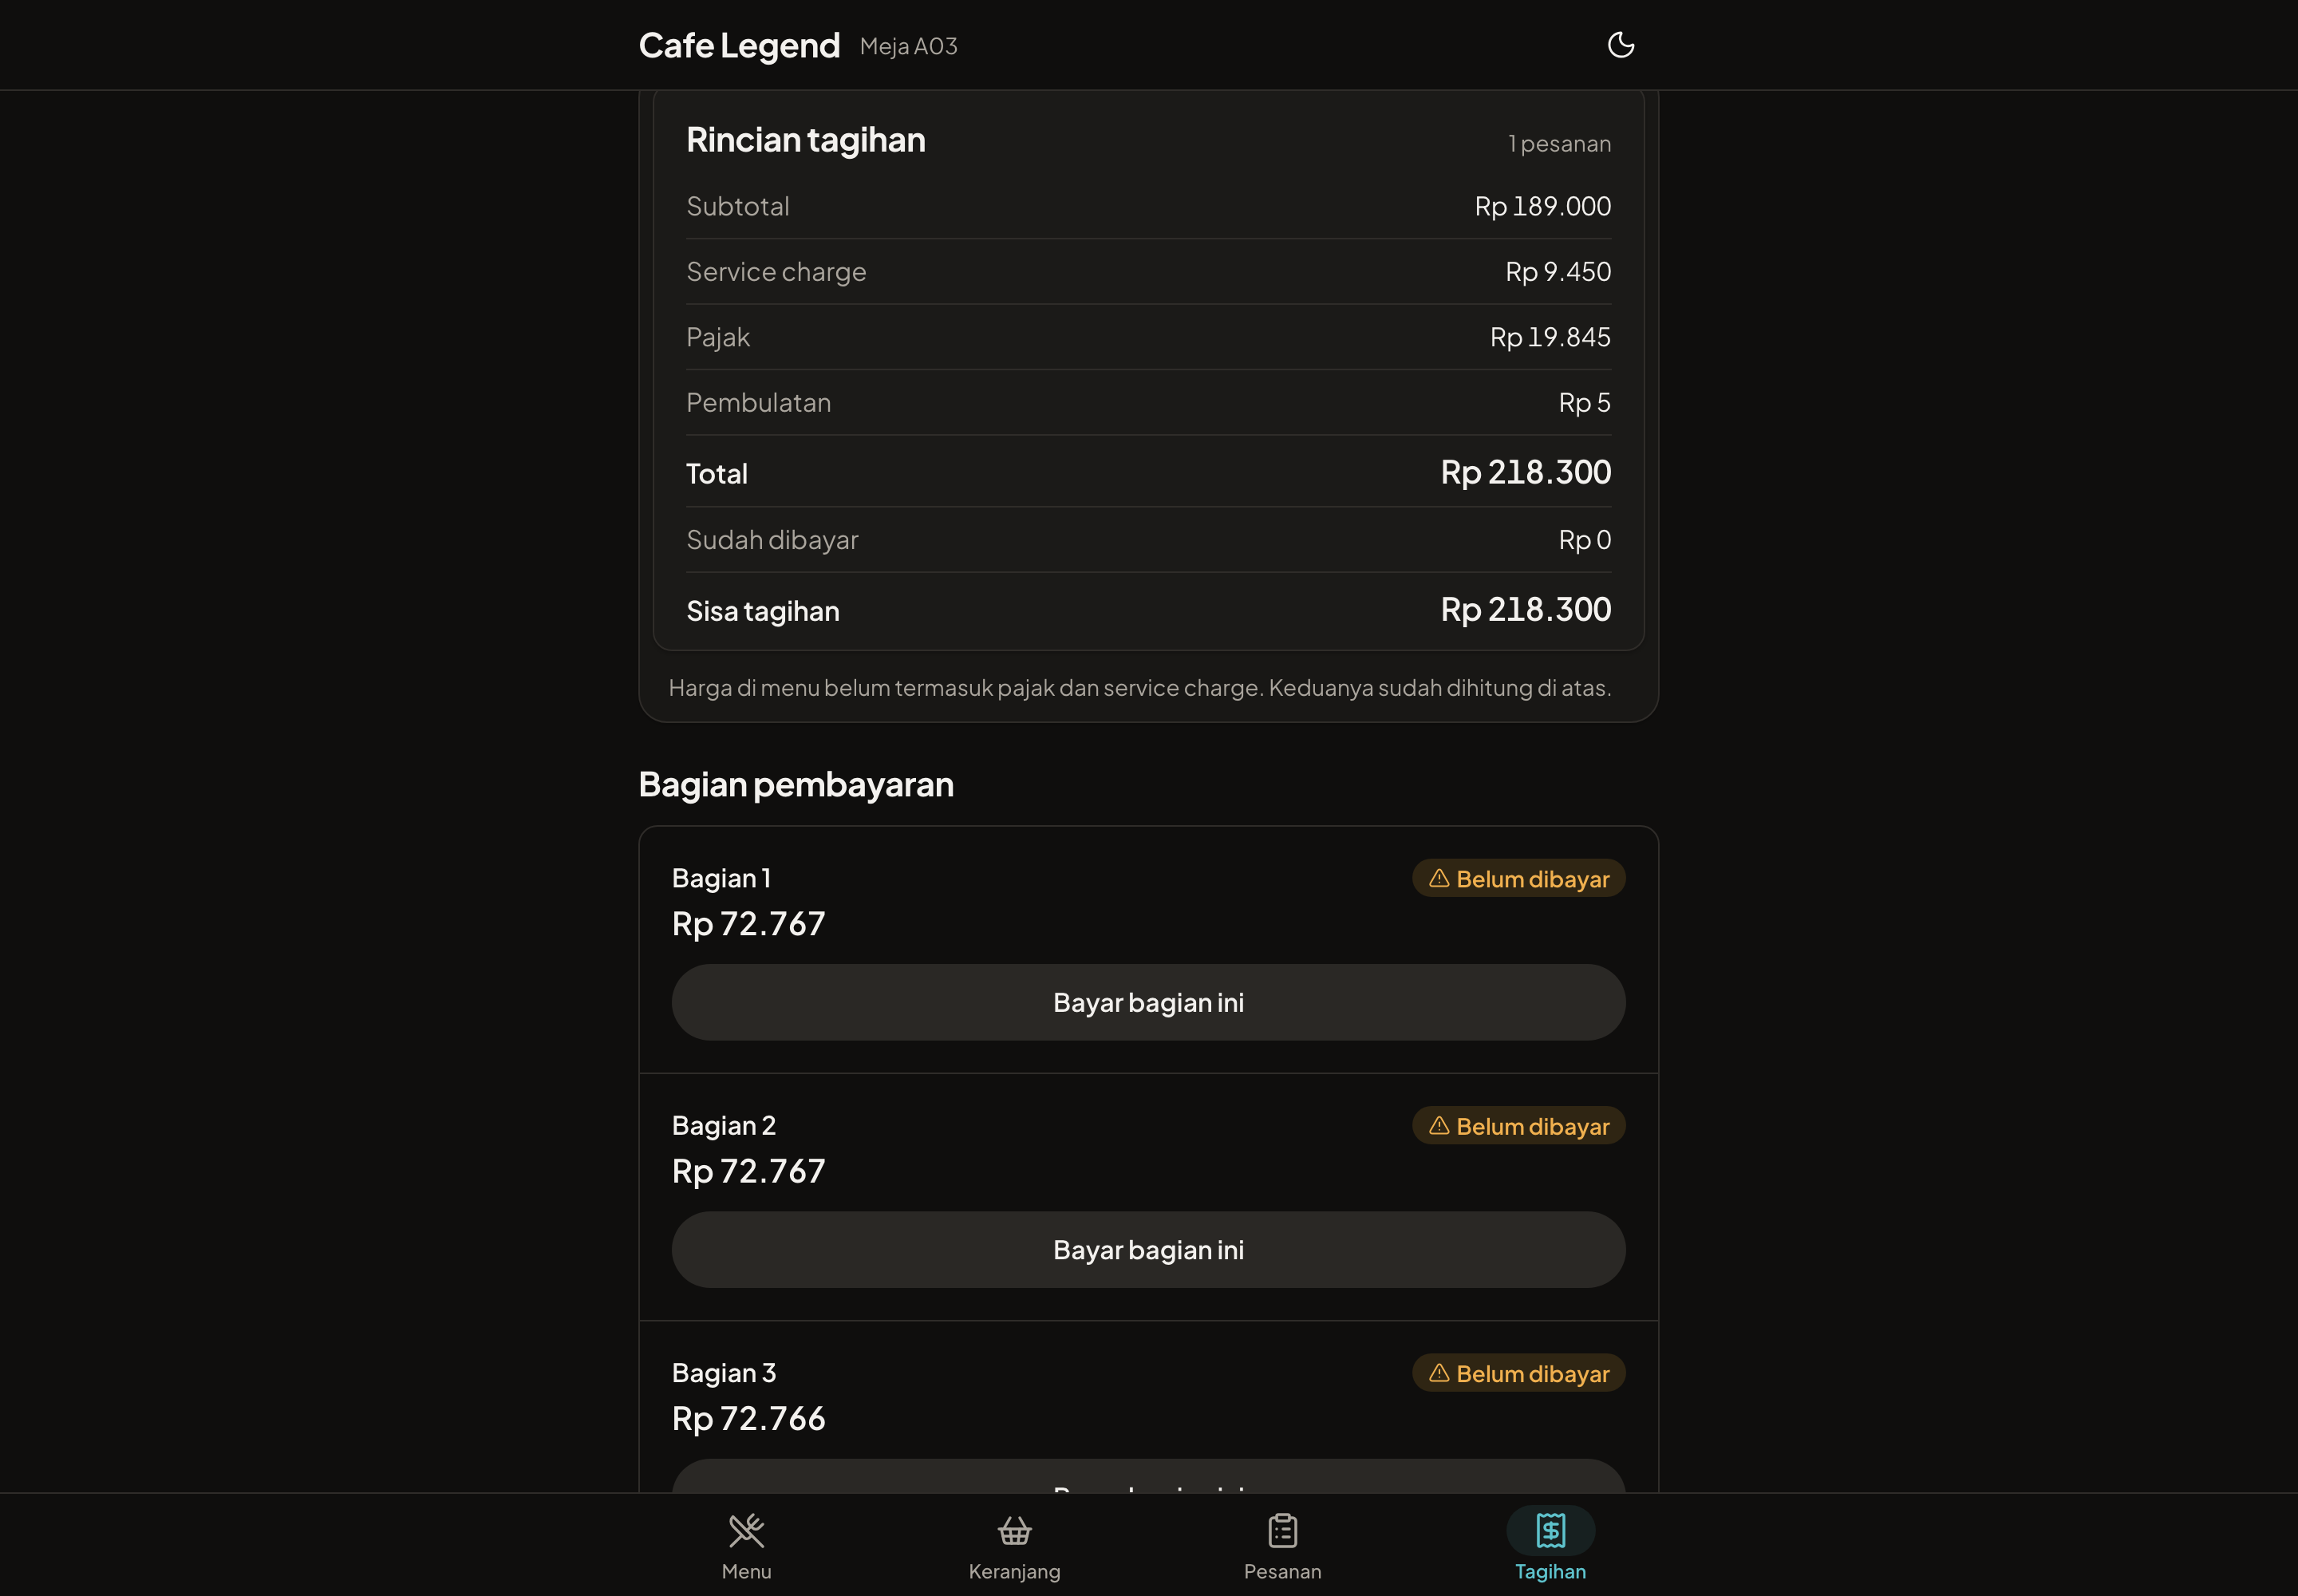 Cafe Legend Meja A03
Rincian tagihan 1 pesanan
Subtotal Rp 189.000
Service charge Rp 9.450
Pajak Rp 19.845
Pembulatan Rp 5
Total Rp 218.300
Sudah dibayar Rp 0
Sisa tagihan Rp 218.300
Harga di menu belum termasuk pajak dan service charge. Keduanya sudah dihitung di atas.
Bagian pembayaran
Bagian 1 Belum dibayar
Rp 72.767
Bayar bagian ini
Bagian 2 Belum dibayar
Rp 72.767
Bayar bagian ini
Bagian 3 Belum dibayar
Rp 72.766
Menu Keranjang Pesanan Tagihan